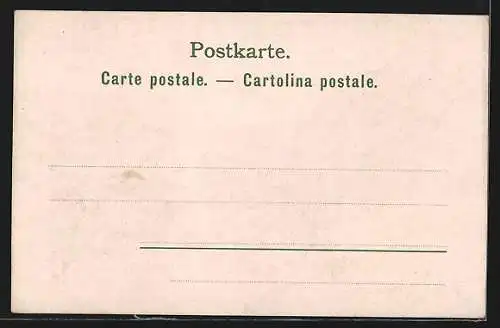 Postkarte.
Carte postale. — Cartolina postale.